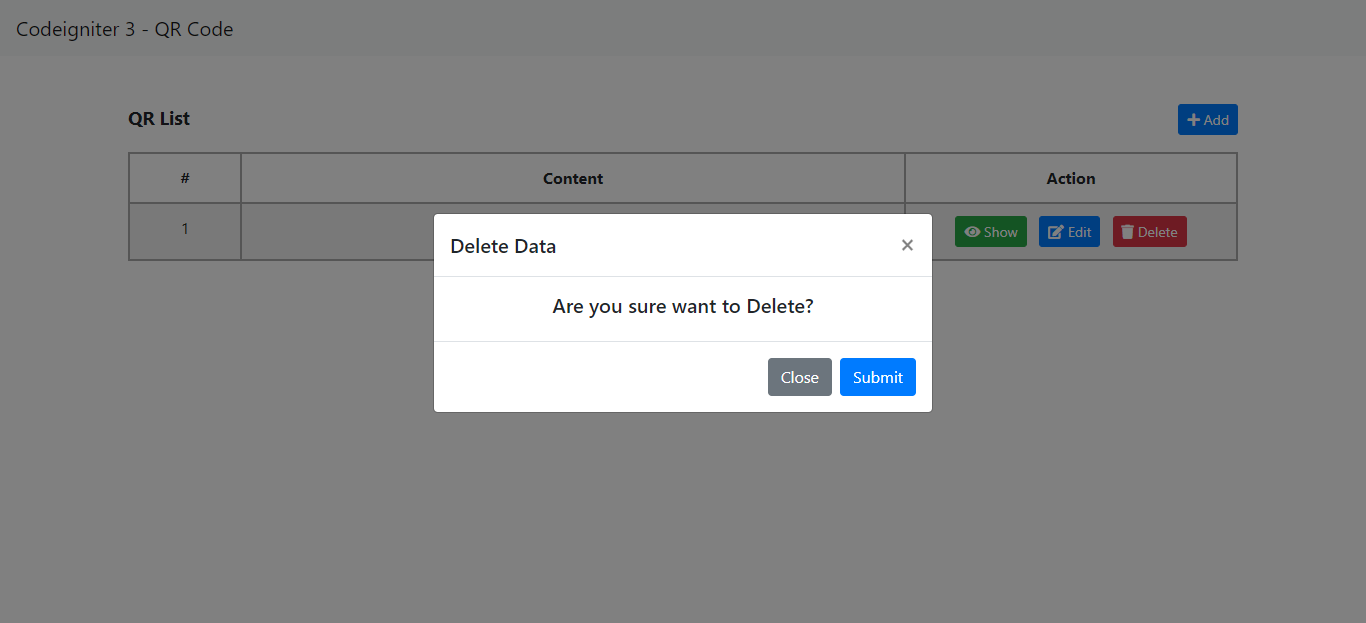 Codeigniter 3 - QR Code
QR List
Add
# Content Action
1 Show Edit Delete
Delete Data ×
Are you sure want to Delete?
Close Submit